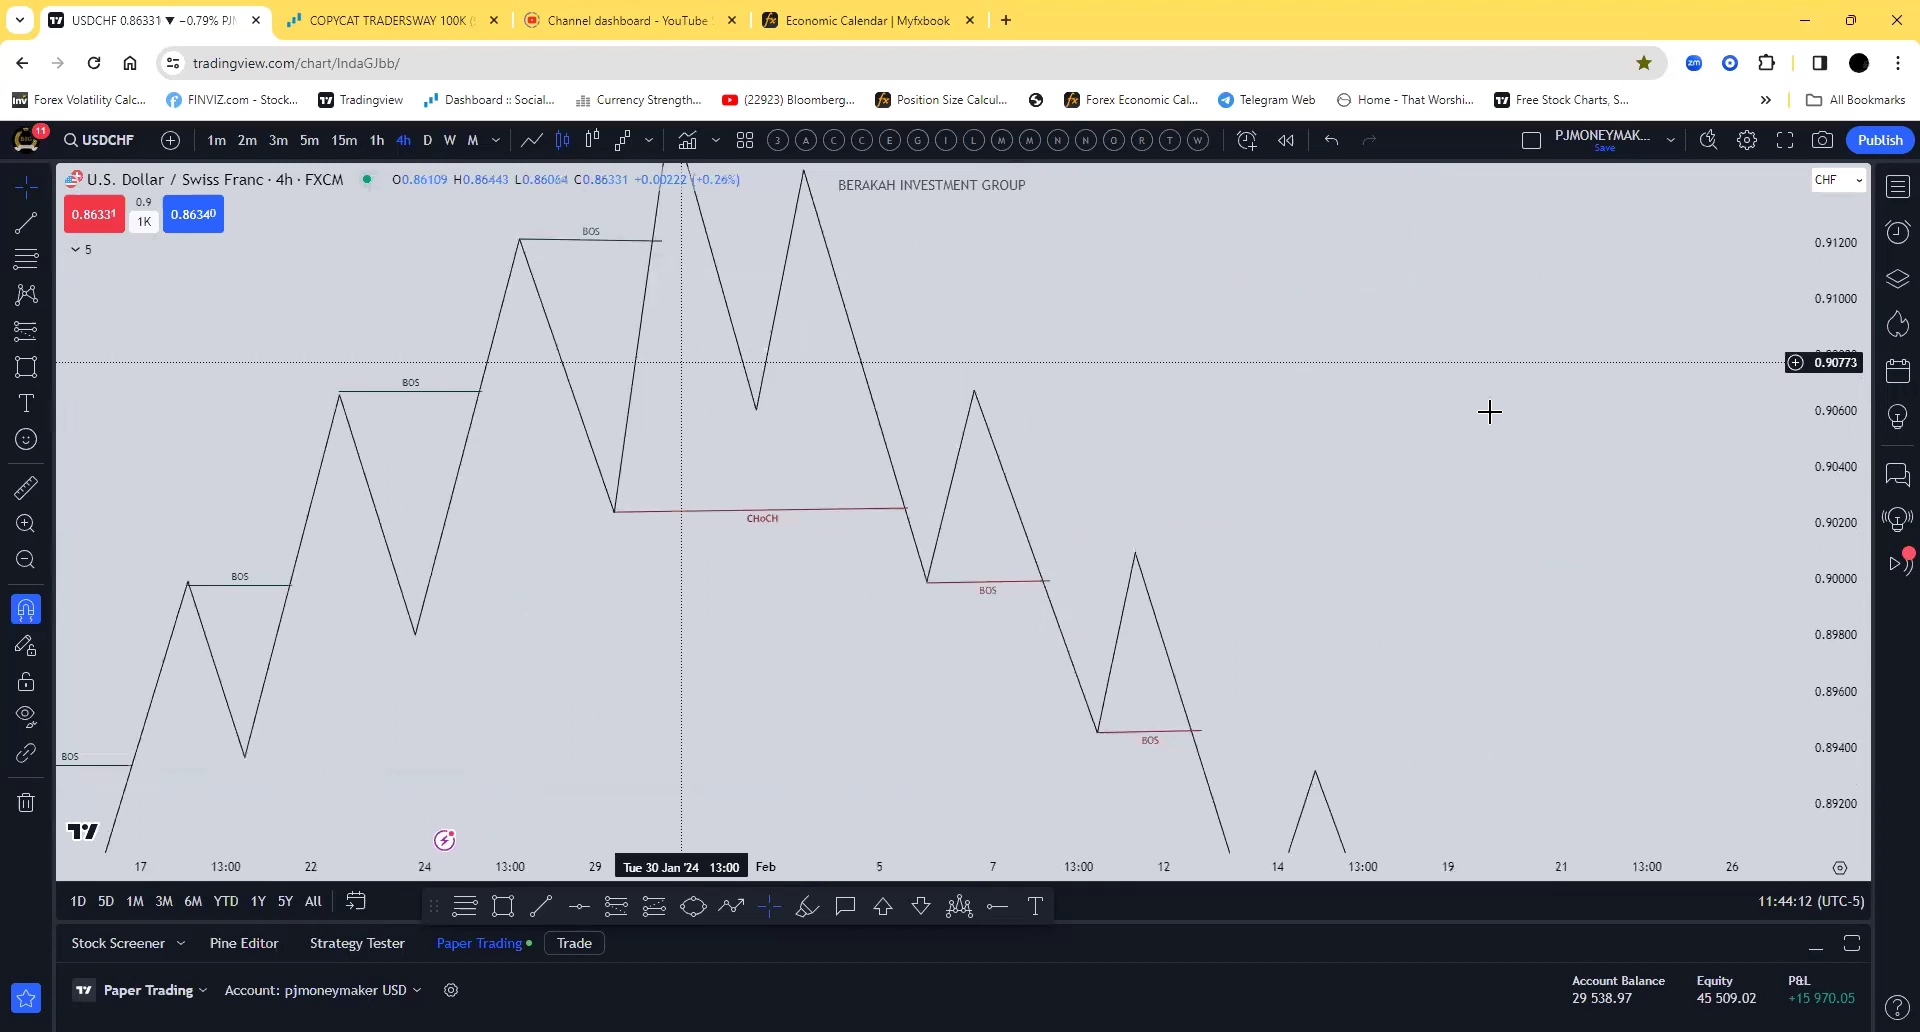 USDCHF 0.86331 ▼ −0.79% PJ
COPYCAT TRADERSWAY 100K
Channel dashboard - YouTube
Economic Calendar | Myfxbook
tradingview.com/chart/IndaGJbb/
Forex Volatility Calc...
FINVIZ.com - Stock...
Tradingview
Dashboard :: Social...
Currency Strength...
(22923) Bloomberg...
Position Size Calcul...
Forex Economic Cal...
Telegram Web
Home - That Worshi...
Free Stock Charts, S...
All Bookmarks
11
USDCHF
1m 2m 3m 5m 15m 1h 4h D W M
3 A C C E G I L M M N N O R T W
PJMONEYMAK...
Save
Publish
U.S. Dollar / Swiss Franc · 4h · FXCM
O0.86109 H0.86443 L0.86064 C0.86331 +0.00222 (+0.26%)
BERAKAH INVESTMENT GROUP
CHF
0.86331
0.9
1K
0.86340
5
BOS
BOS
BOS
BOS
CHoCH
BOS
BOS
0.91200
0.91000
0.90773
0.90600
0.90400
0.90200
0.90000
0.89800
0.89600
0.89400
0.89200
17 13:00 22 24 13:00 29 Tue 30 Jan '24 13:00 Feb 5 7 13:00 12 14 13:00 19 21 13:00 26
1D 5D 1M 3M 6M YTD 1Y 5Y All
11:44:12 (UTC-5)
Stock Screener
Pine Editor
Strategy Tester
Paper Trading
Trade
Paper Trading
Account: pjmoneymaker USD
Account Balance
29 538.97
Equity
45 509.02
P&L
+15 970.05